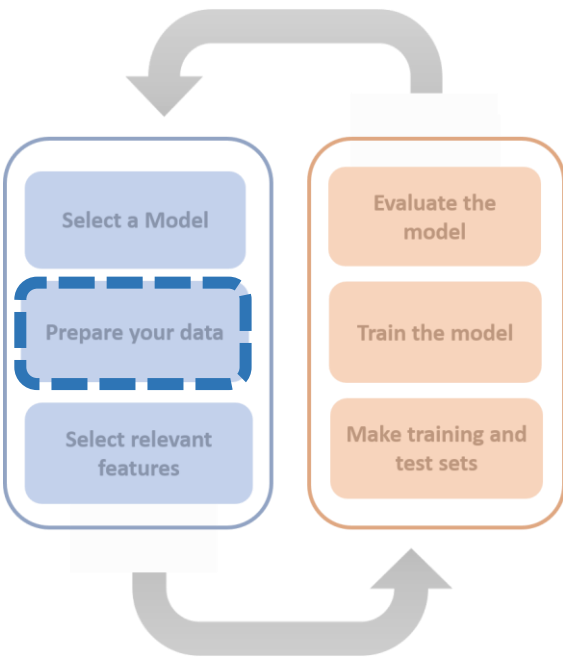 Select a Model
Prepare your data
Select relevant
features
Evaluate the
model
Train the model
Make training and
test sets